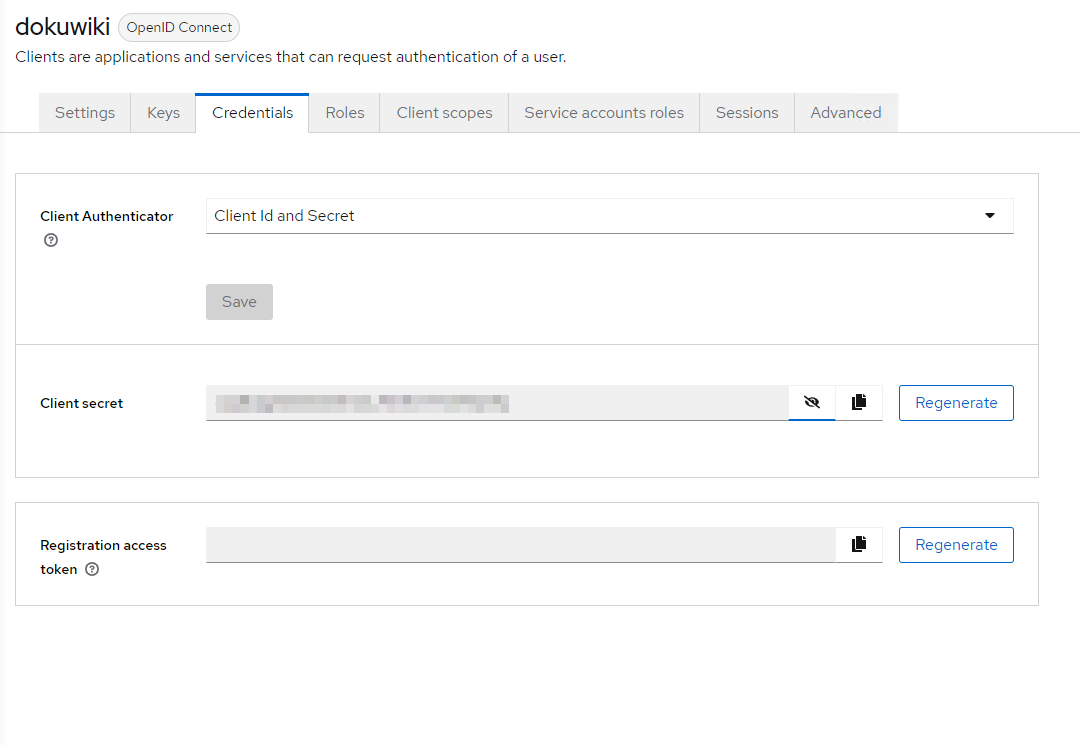 dokuwiki OpenID Connect
Clients are applications and services that can request authentication of a user.
Settings Keys Credentials Roles Client scopes Service accounts roles Sessions Advanced
Client Authenticator Client Id and Secret
Save
Client secret Regenerate
Registration access Regenerate
token